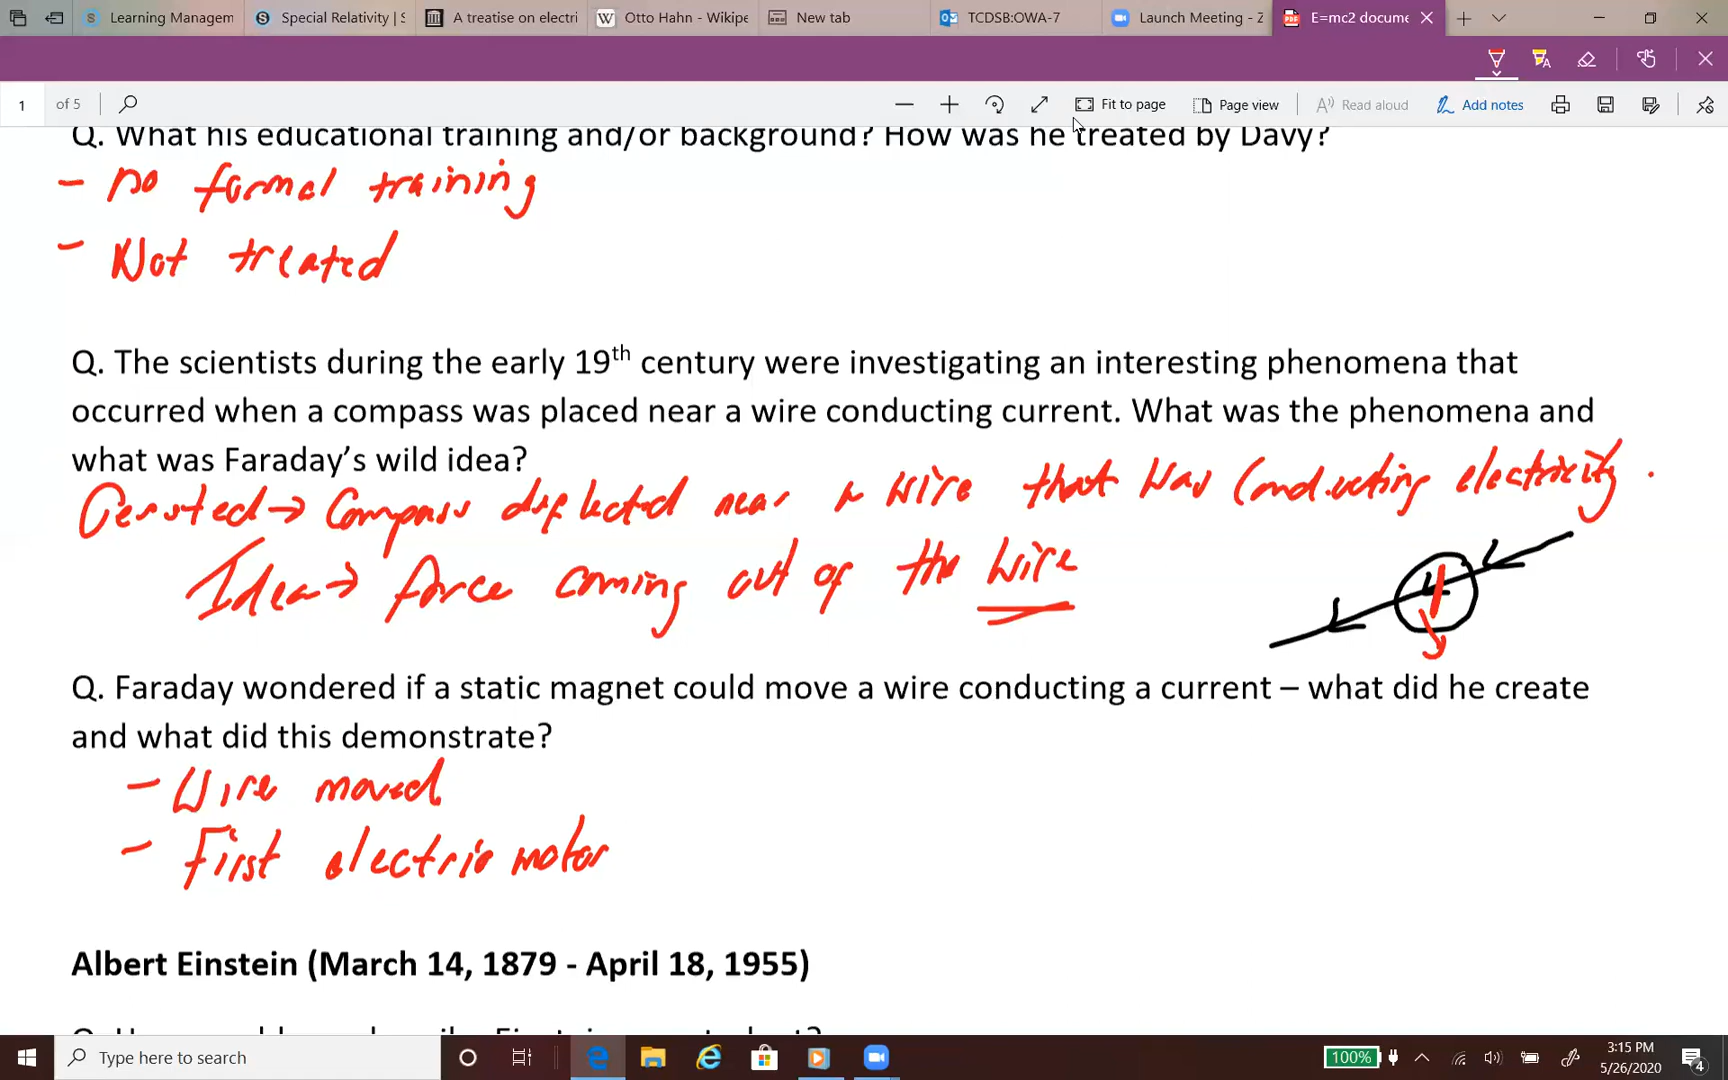 Learning Managem
Special Relativity | S
A treatise on electri
W Otto Hahn - Wikipe
New tab
TCDSB:OWA-7
Launch Meeting - Z
E=mc2 docume
1 of 5
Fit to page
Page view
Read aloud
Add notes
Q. What his educational training and/or background? How was he treated by Davy?
- no formal training
- Not treated
Q. The scientists during the early 19th century were investigating an interesting phenomena that
occurred when a compass was placed near a wire conducting current. What was the phenomena and
what was Faraday's wild idea?
Oersted → Compass deflected near a wire that was conducting electricity.
Idea → force coming out of the wire
Q. Faraday wondered if a static magnet could move a wire conducting a current – what did he create
and what did this demonstrate?
- Wire moved
- First electric motor
Albert Einstein (March 14, 1879 - April 18, 1955)
Type here to search
100%
3:15 PM
5/26/2020
4